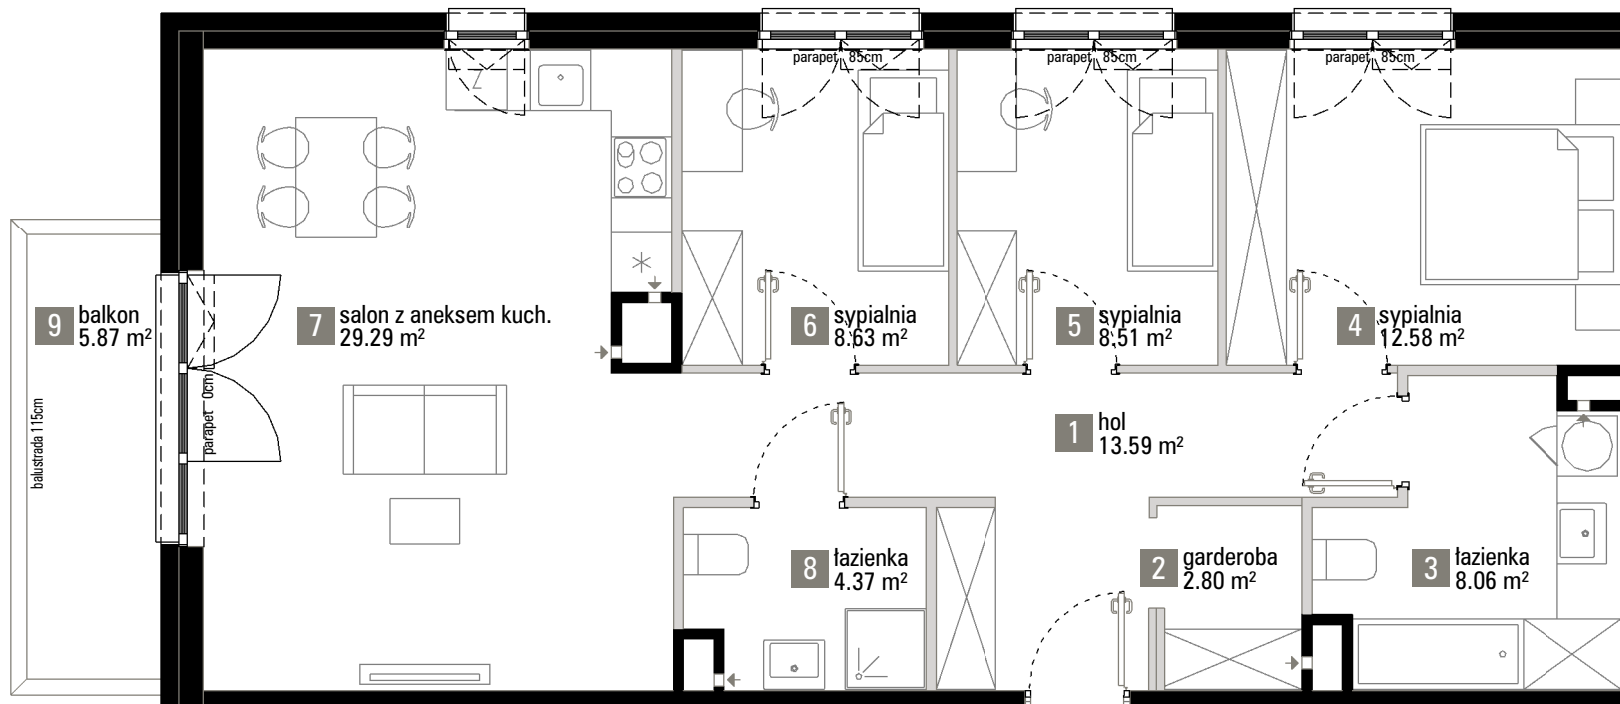 parapet 85cm
parapet 85cm
parapet 85cm
Z
9 balkon
5.87 m²
7 salon z aneksem kuch.
29.29 m²
6 sypialnia
8.63 m²
5 sypialnia
8.51 m²
4 sypialnia
12.58 m²
parapet 0cm
balustrada 115cm
1 hol
13.59 m²
8 łazienka
4.37 m²
2 garderoba
2.80 m²
3 łazienka
8.06 m²